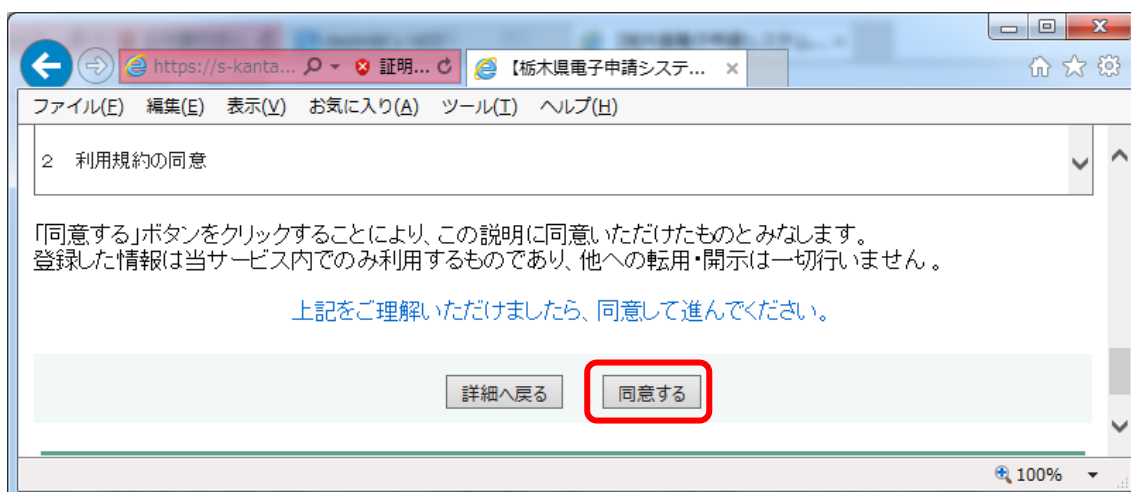 https://s-kanta... 証明... 【栃木県電子申請システ...
ファイル(F) 編集(E) 表示(V) お気に入り(A) ツール(T) ヘルプ(H)
2 利用規約の同意
「同意する」ボタンをクリックすることにより、この説明に同意いただけたものとみなします。
登録した情報は当サービス内でのみ利用するものであり、他への転用・開示は一切行いません。
上記をご理解いただけましたら、同意して進んでください。
詳細へ戻る 同意する
100%